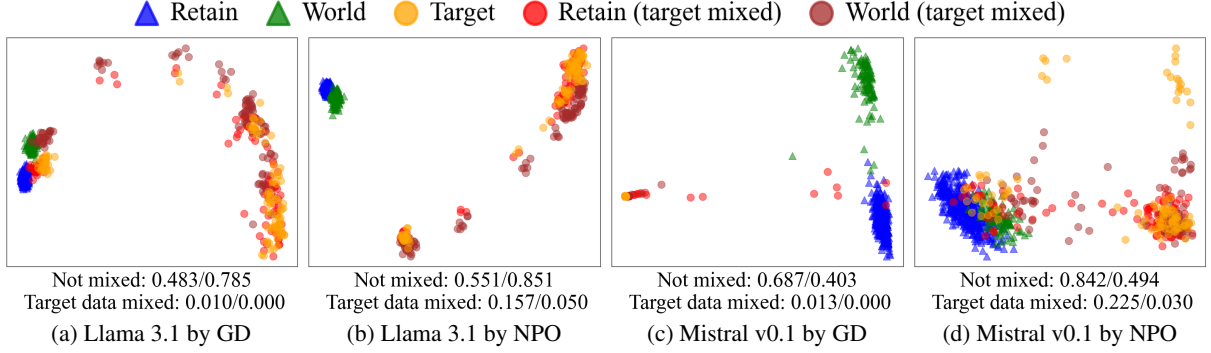 Retain World Target Retain (target mixed) World (target mixed)
Not mixed: 0.483/0.785
Target data mixed: 0.010/0.000
(a) Llama 3.1 by GD
Not mixed: 0.551/0.851
Target data mixed: 0.157/0.050
(b) Llama 3.1 by NPO
Not mixed: 0.687/0.403
Target data mixed: 0.013/0.000
(c) Mistral v0.1 by GD
Not mixed: 0.842/0.494
Target data mixed: 0.225/0.030
(d) Mistral v0.1 by NPO